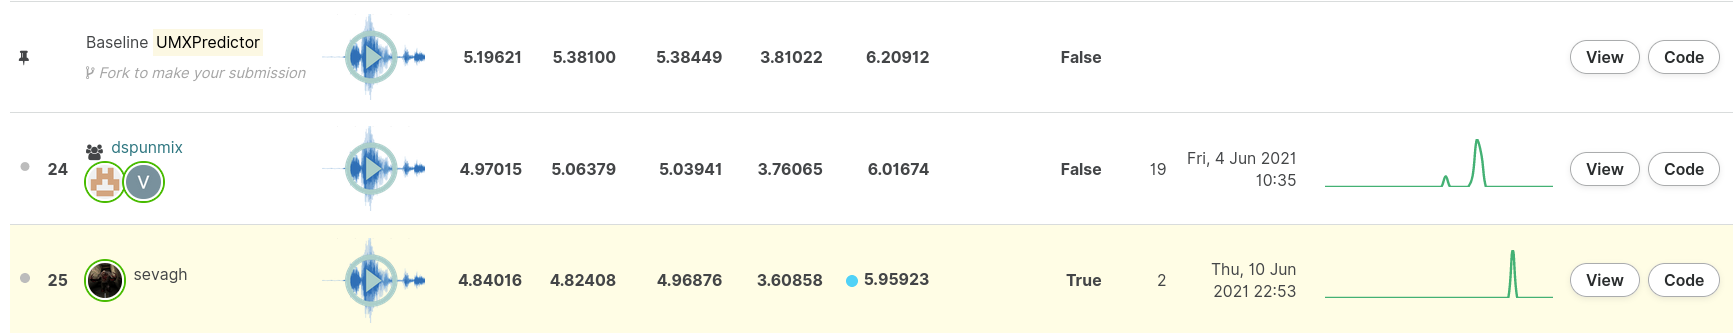 Baseline UMXPredictor
Fork to make your submission
5.19621 5.38100 5.38449 3.81022 6.20912 False View Code
24 dspunmix
V
4.97015 5.06379 5.03941 3.76065 6.01674 False 19 Fri, 4 Jun 2021
10:35
View Code
25 sevagh
4.84016 4.82408 4.96876 3.60858 5.95923 True 2 Thu, 10 Jun
2021 22:53
View Code